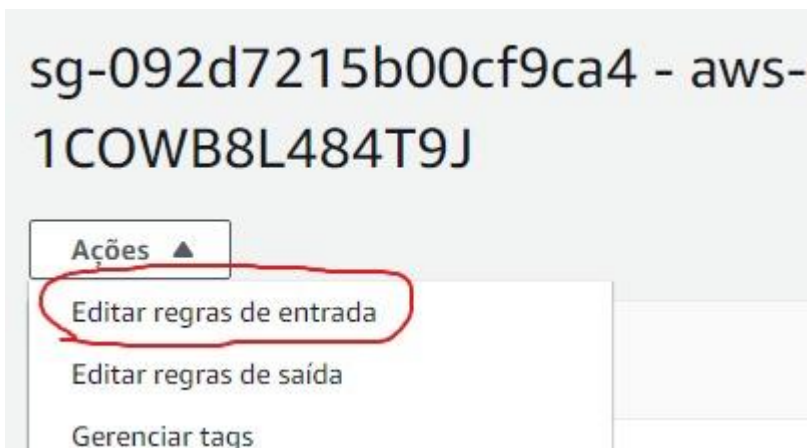 sg-092d7215b00cf9ca4 - aws-
1COWB8L484T9J
Ações ▲
Editar regras de entrada
Editar regras de saída
Gerenciar tags